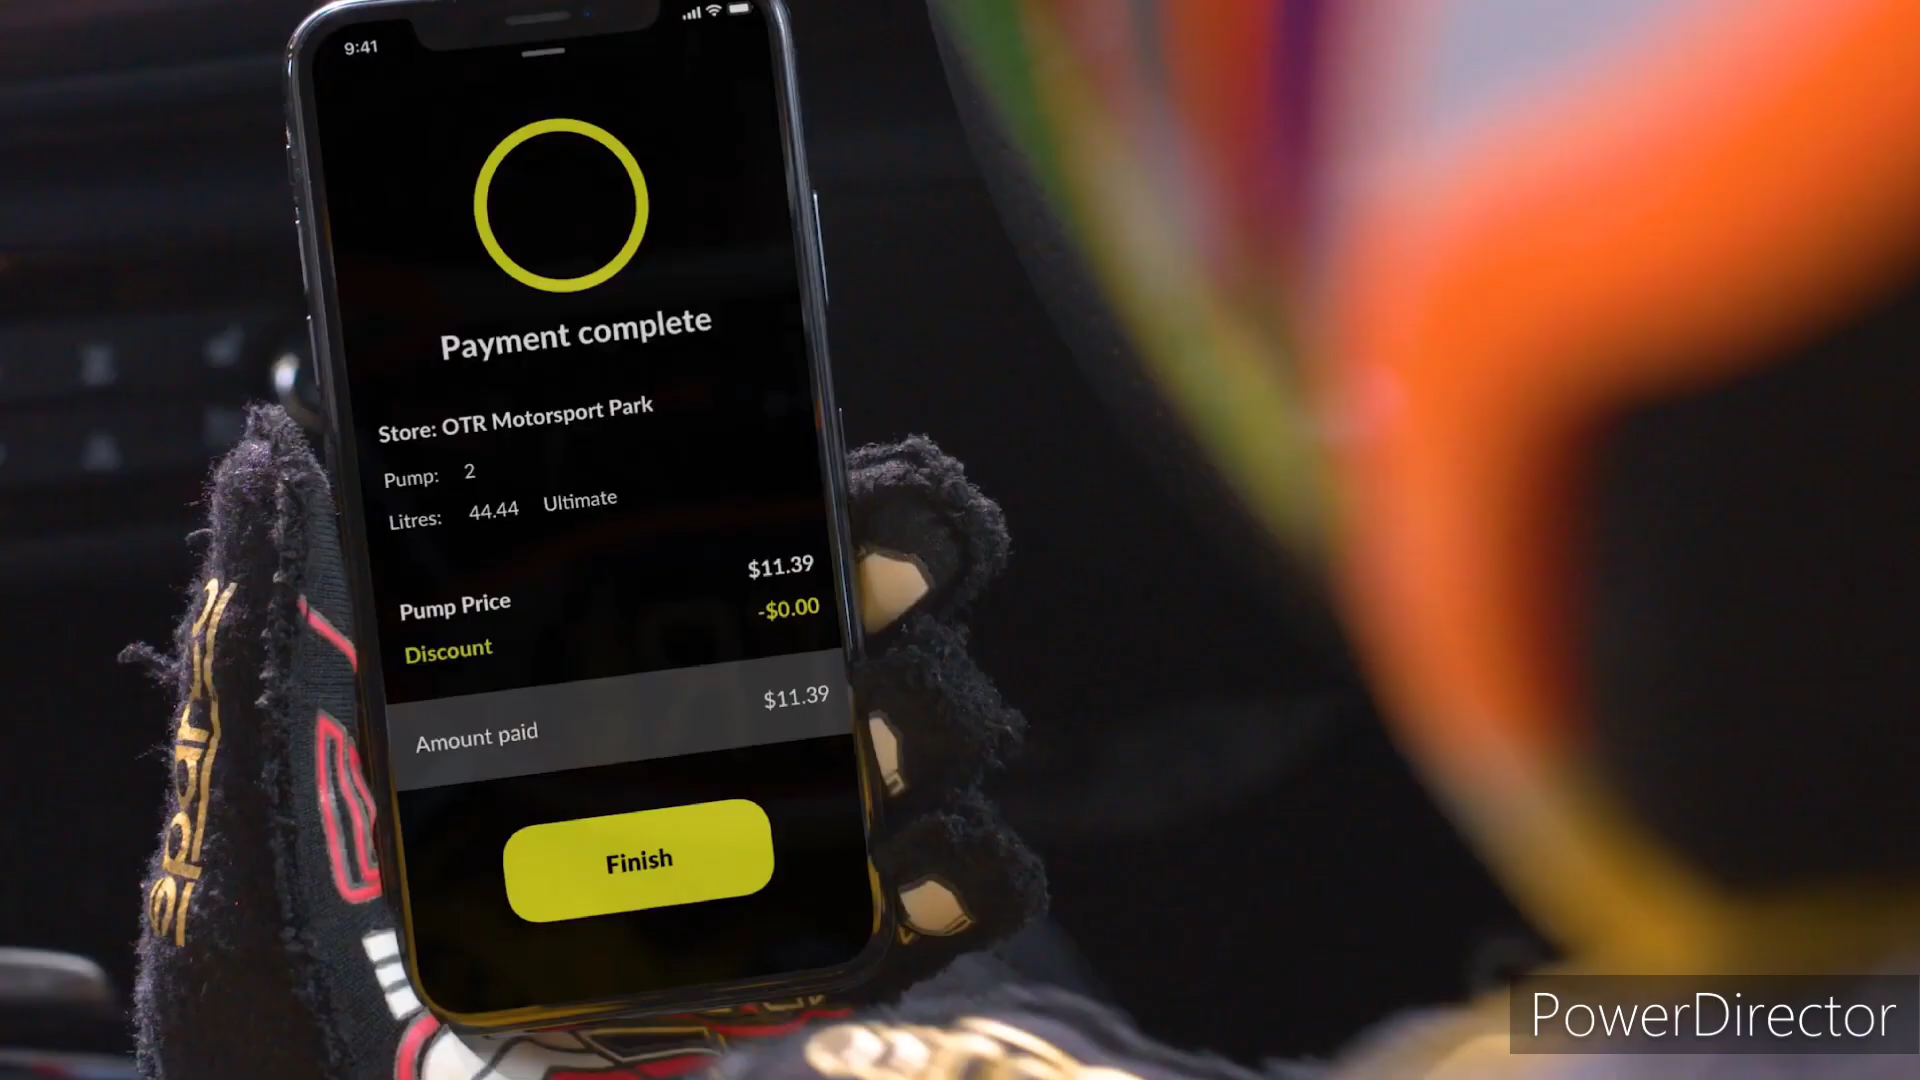 9:41
Payment complete
Store: OTR Motorsport Park
Pump: 2
Litres: 44.44 Ultimate
Pump Price $11.39
Discount -$0.00
Amount paid $11.39
Finish
PowerDirector